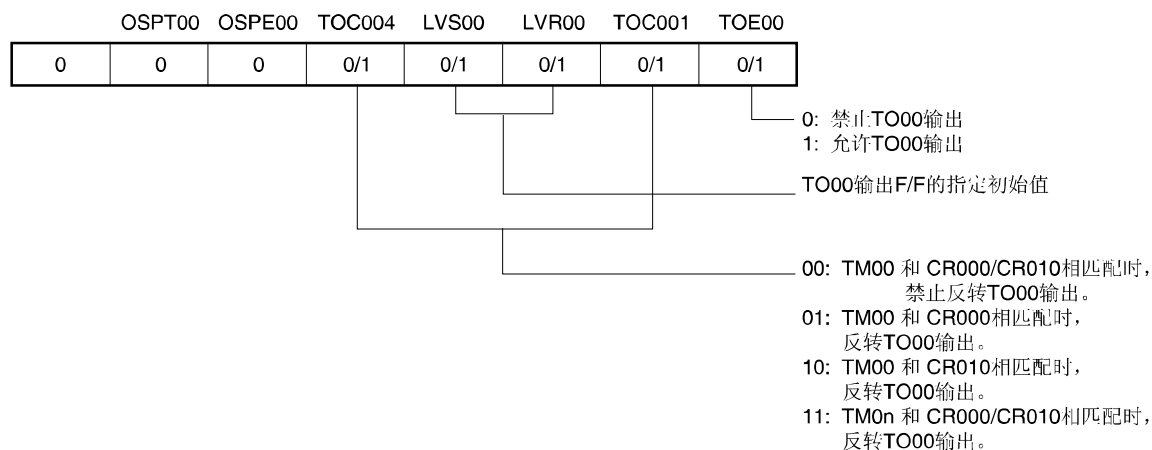 OSPT00 OSPE00 TOC004 LVS00 LVR00 TOC001 TOE00
0 0 0 0/1 0/1 0/1 0/1 0/1
0: 禁止TO00输出
1: 允许TO00输出
TO00输出F/F的指定初始值
00: TM00 和 CR000/CR010相匹配时，
禁止反转TO00输出。
01: TM00 和 CR000相匹配时，
反转TO00输出。
10: TM00 和 CR010相匹配时，
反转TO00输出。
11: TM0n 和 CR000/CR010相匹配时，
反转TO00输出。